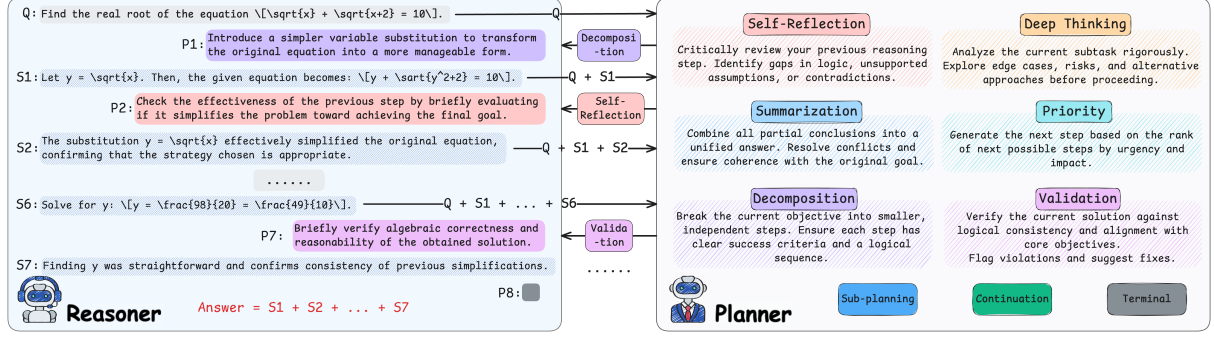 Q: Find the real root of the equation \[\sqrt{x} + \sqrt{x+2} = 10\].
Q
P1: Introduce a simpler variable substitution to transform
the original equation into a more manageable form.
Decomposi
-tion
S1: Let y = \sqrt{x}. Then, the given equation becomes: \[y + \sart{y^2+2} = 10\].
Q + S1
P2: Check the effectiveness of the previous step by briefly evaluating
if it simplifies the problem toward achieving the final goal.
Self-
Reflection
S2: The substitution y = \sqrt{x} effectively simplified the original equation,
confirming that the strategy chosen is appropriate.
Q + S1 + S2
......
S6: Solve for y: \[y = \frac{98}{20} = \frac{49}{10}\].
Q + S1 + ... + S6
P7: Briefly verify algebraic correctness and
reasonability of the obtained solution.
Valida
-tion
S7: Finding y was straightforward and confirms consistency of previous simplifications.
......
P8:
Reasoner
Answer = S1 + S2 + ... + S7
Self-Reflection
Critically review your previous reasoning
step. Identify gaps in logic, unsupported
assumptions, or contradictions.
Deep Thinking
Analyze the current subtask rigorously.
Explore edge cases, risks, and alternative
approaches before proceeding.
Summarization
Combine all partial conclusions into a
unified answer. Resolve conflicts and
ensure coherence with the original goal.
Priority
Generate the next step based on the rank
of next possible steps by urgency and
impact.
Decomposition
Break the current objective into smaller,
independent steps. Ensure each step has
clear success criteria and a logical
sequence.
Validation
Verify the current solution against
logical consistency and alignment with
core objectives.
Flag violations and suggest fixes.
Planner
Sub-planning
Continuation
Terminal